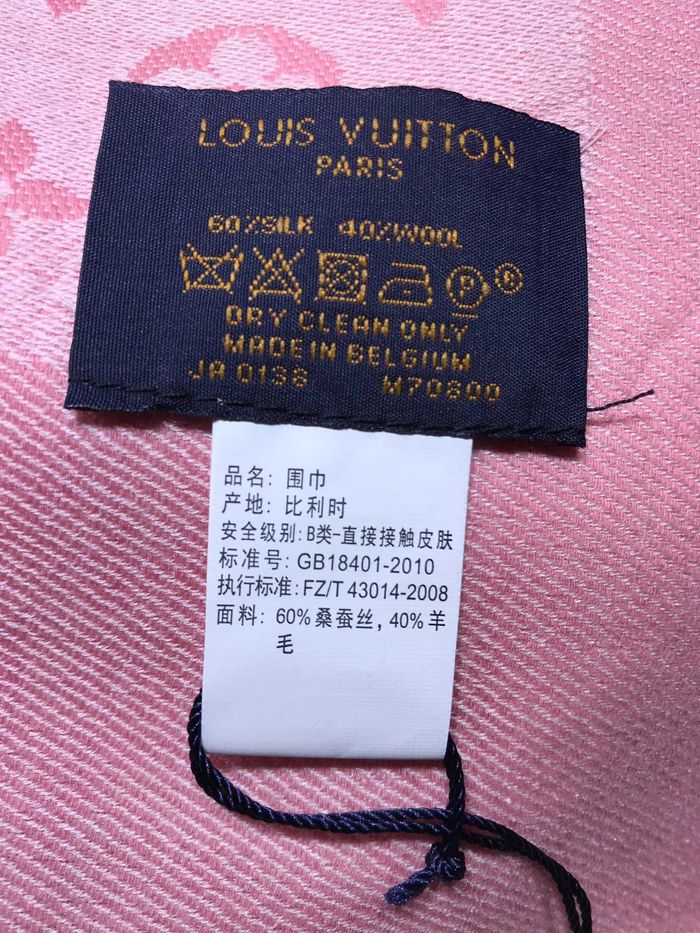 LOUIS VUITTON
PARIS
60%SILK 40%WOOL
P R
DRY CLEAN ONLY
MADE IN BELGIUM
JA 0138 M70800
品名: 围巾
产地: 比利时
安全级别: B类-直接接触皮肤
标准号: GB18401-2010
执行标准: FZ/T 43014-2008
面料: 60%桑蚕丝, 40%羊
毛